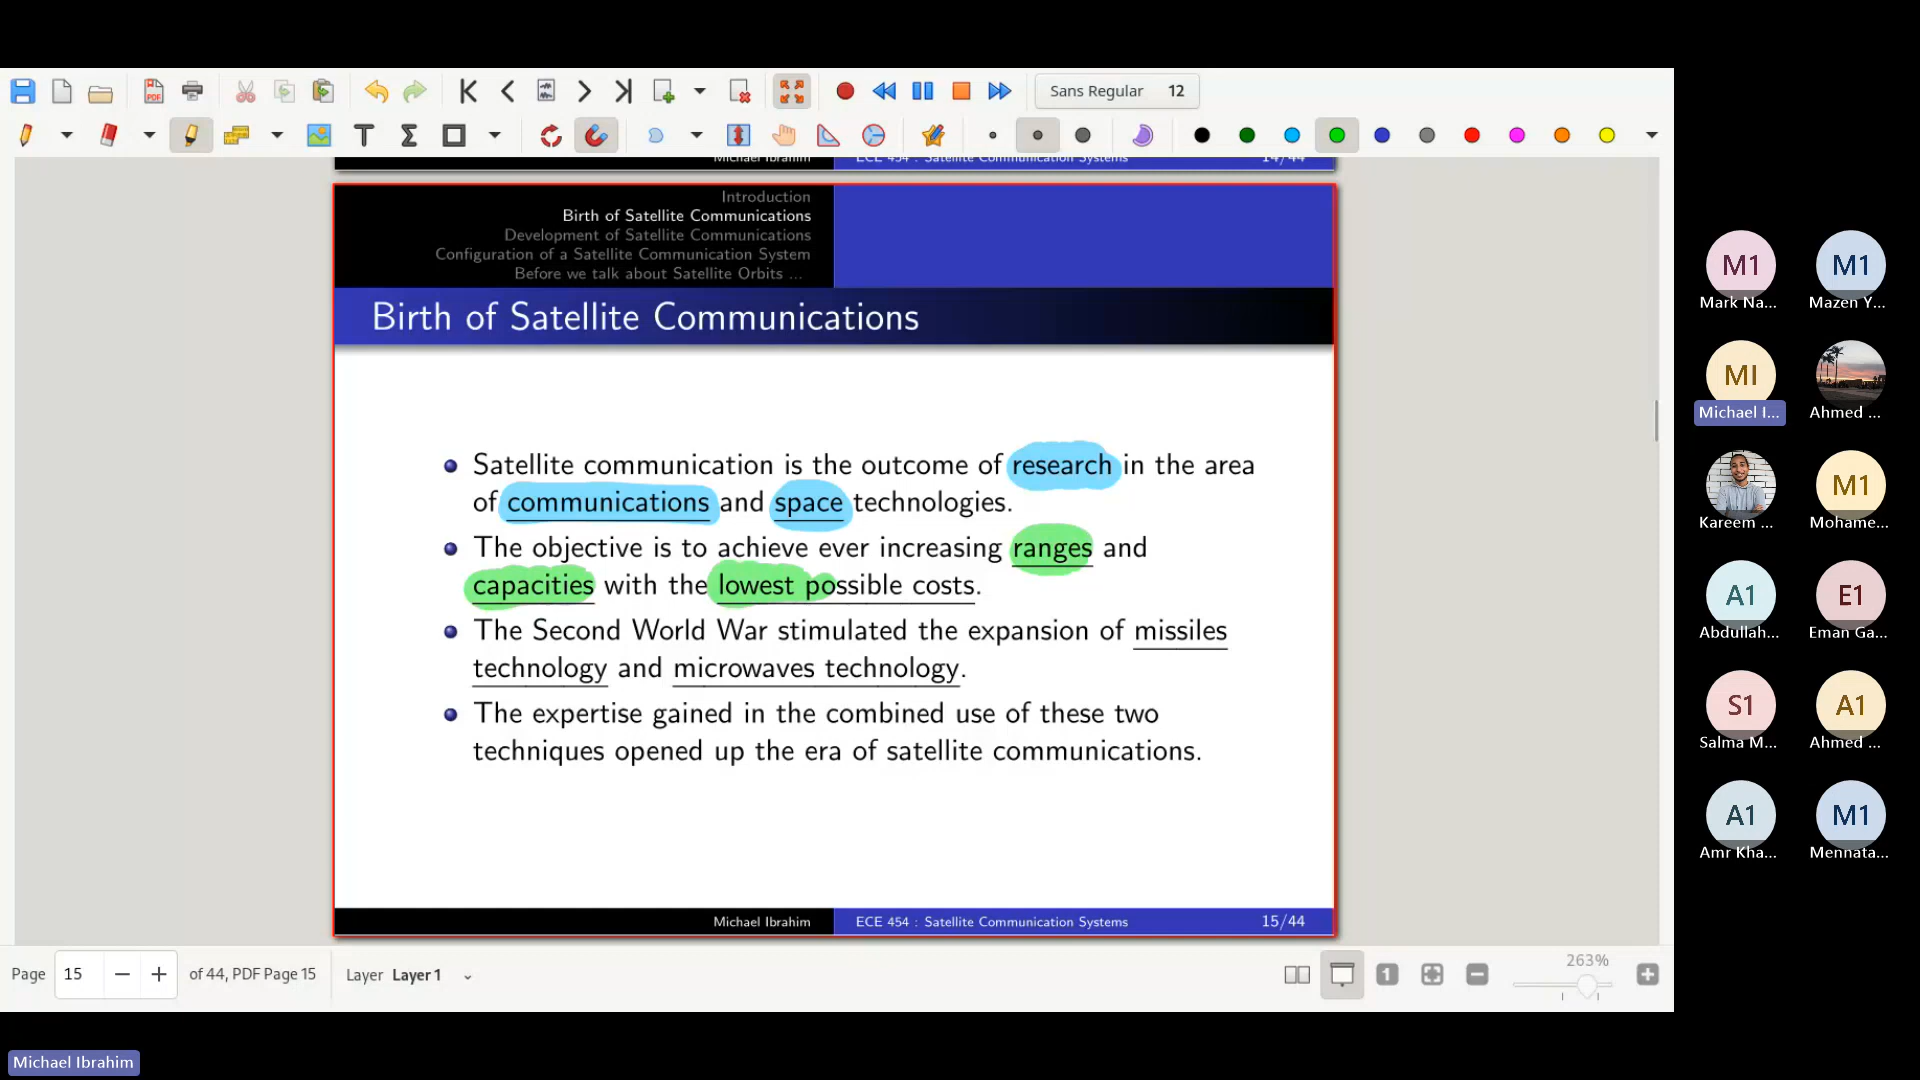 Sans Regular 12
Michael Ibrahim ECE 454 : Satellite Communication Systems 14/44
Introduction
Birth of Satellite Communications
Development of Satellite Communications
Configuration of a Satellite Communication System
Before we talk about Satellite Orbits ...
Birth of Satellite Communications
Satellite communication is the outcome of research in the area
of communications and space technologies.
The objective is to achieve ever increasing ranges and
capacities with the lowest possible costs.
The Second World War stimulated the expansion of missiles
technology and microwaves technology.
The expertise gained in the combined use of these two
techniques opened up the era of satellite communications.
Michael Ibrahim ECE 454 : Satellite Communication Systems 15/44
Page 15 of 44, PDF Page 15 Layer Layer 1 1 263%
M1 M1
Mark Na... Mazen Y...
MI
Michael I... Ahmed ...
M1
Kareem ... Mohame...
A1 E1
Abdullah... Eman Ga...
S1 A1
Salma M... Ahmed ...
A1 M1
Amr Kha... Mennata...
Michael Ibrahim